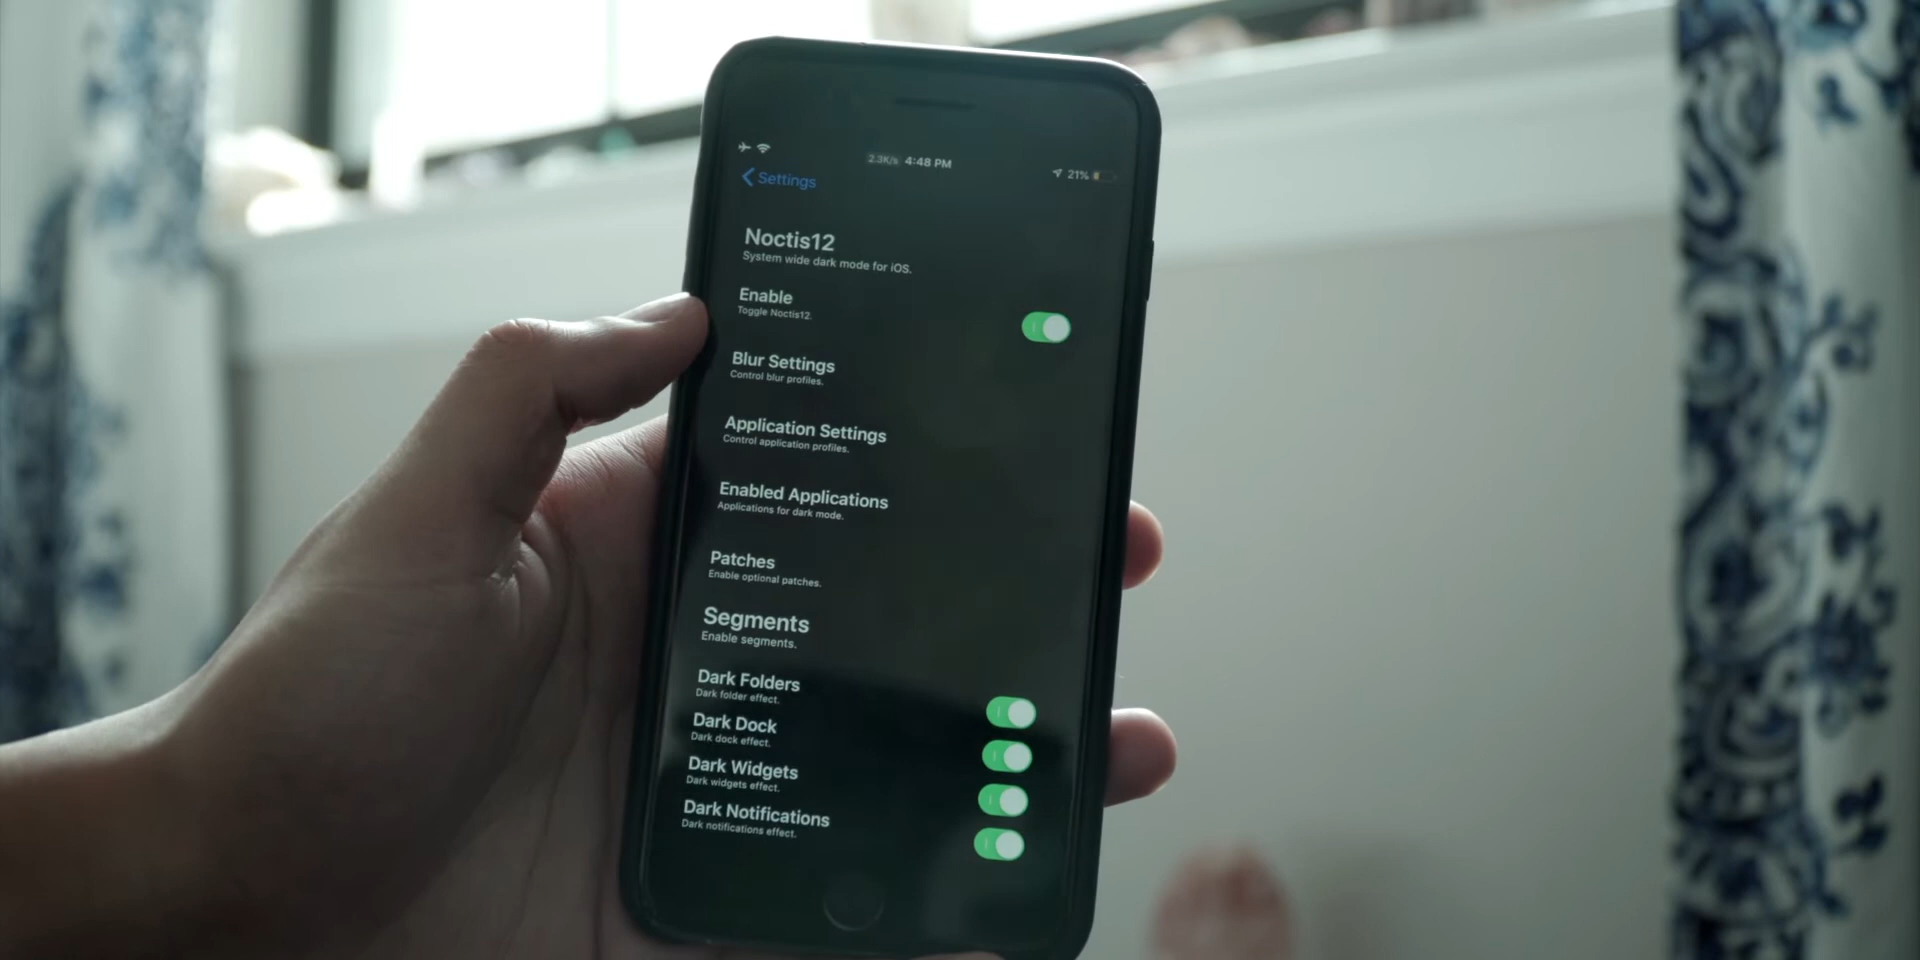 2.3K/s 4:48 PM
21%
Settings
Noctis12
System wide dark mode for iOS.
Enable
Toggle Noctis12.
Blur Settings
Control blur profiles.
Application Settings
Control application profiles.
Enabled Applications
Applications for dark mode.
Patches
Enable optional patches.
Segments
Enable segments.
Dark Folders
Dark folder effect.
Dark Dock
Dark dock effect.
Dark Widgets
Dark widgets effect.
Dark Notifications
Dark notifications effect.